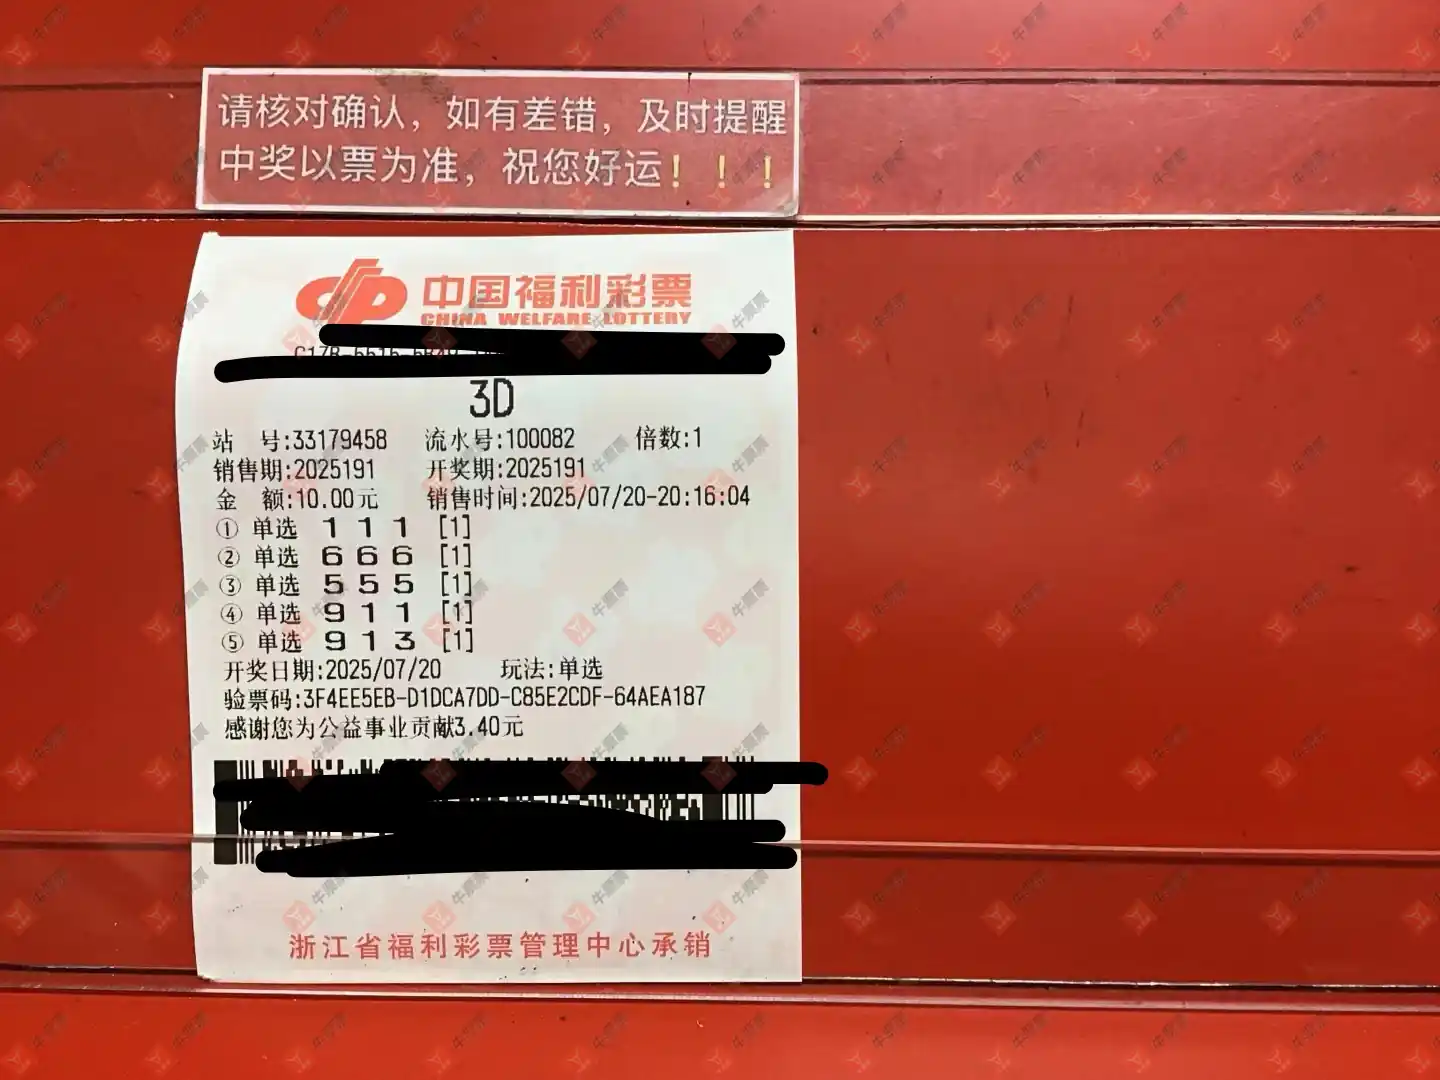 请核对确认，如有差错，及时提醒
中奖以票为准，祝您好运！！！
中国福利彩票
CHINA WELFARE LOTTERY
3D
站 号:33179458 流水号:100082 倍数:1
销售期:2025191 开奖期:2025191
金 额:10.00元 销售时间:2025/07/20-20:16:04
① 单选 1 1 1 [1]
② 单选 6 6 6 [1]
③ 单选 5 5 5 [1]
④ 单选 9 1 1 [1]
⑤ 单选 9 1 3 [1]
开奖日期:2025/07/20 玩法:单选
验票码:3F4EE5EB-D1DCA7DD-C85E2CDF-64AEA187
感谢您为公益事业贡献3.40元
浙江省福利彩票管理中心承销
牛票票